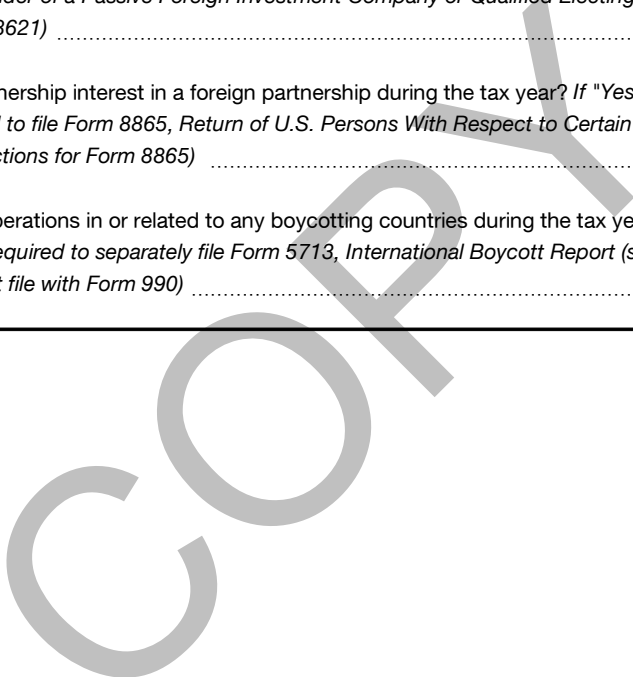 der of a Passive Foreign Investment Company or Qualified Electing
8621)
nership interest in a foreign partnership during the tax year? If "Yes
to file Form 8865, Return of U.S. Persons With Respect to Certain
ctions for Form 8865)
perations in or related to any boycotting countries during the tax ye
equired to separately file Form 5713, International Boycott Report (s
t file with Form 990)
COPY